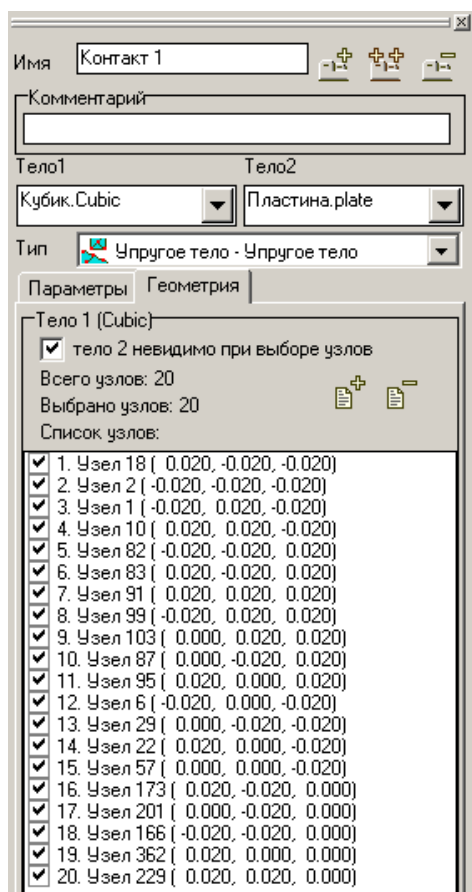 Имя Контакт 1
Комментарий
Тело1 Тело2
Кубик.Cubic Пластина.plate
Тип Упругое тело - Упругое тело
Параметры Геометрия
Тело 1 (Cubic)
тело 2 невидимо при выборе узлов
Всего узлов: 20
Выбрано узлов: 20
Список узлов:
1. Узел 18 ( 0.020, -0.020, -0.020)
2. Узел 2 ( -0.020, -0.020, -0.020)
3. Узел 1 ( -0.020, 0.020, -0.020)
4. Узел 10 ( 0.020, 0.020, -0.020)
5. Узел 82 ( -0.020, -0.020, 0.020)
6. Узел 83 ( 0.020, -0.020, 0.020)
7. Узел 91 ( 0.020, 0.020, 0.020)
8. Узел 99 ( -0.020, 0.020, 0.020)
9. Узел 103 ( 0.000, 0.020, 0.020)
10. Узел 87 ( 0.000, -0.020, 0.020)
11. Узел 95 ( 0.020, 0.000, 0.020)
12. Узел 6 ( -0.020, 0.000, -0.020)
13. Узел 29 ( 0.000, -0.020, -0.020)
14. Узел 22 ( 0.020, 0.000, -0.020)
15. Узел 57 ( 0.000, 0.000, -0.020)
16. Узел 173 ( 0.020, -0.020, 0.000)
17. Узел 201 ( 0.000, -0.020, 0.000)
18. Узел 166 ( -0.020, -0.020, 0.000)
19. Узел 362 ( 0.020, 0.000, 0.000)
20. Узел 229 ( 0.020, 0.020, 0.000)